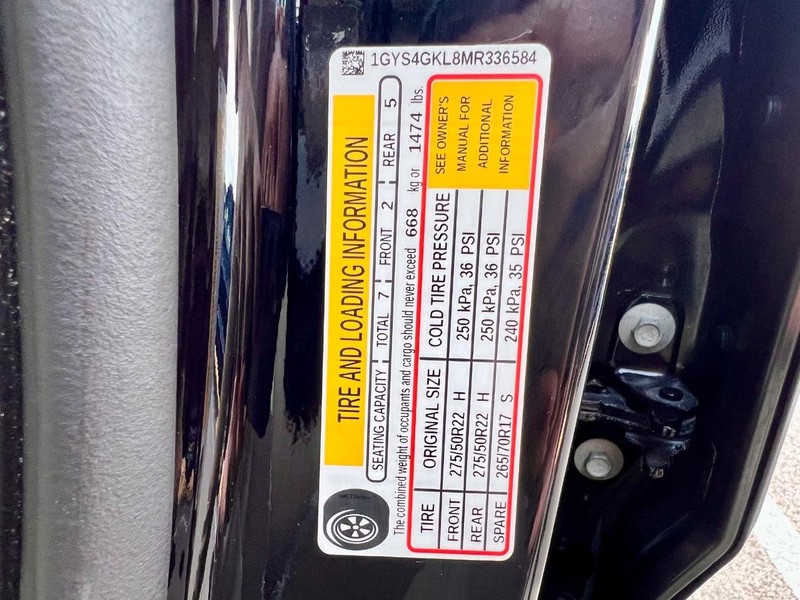 1GYS4GKL8MR336584
TIRE AND LOADING INFORMATION
SEATING CAPACITY TOTAL 7 FRONT 2 REAR 5
The combined weight of occupants and cargo should never exceed 668 kg or 1474 lbs.
TIRE ORIGINAL SIZE COLD TIRE PRESSURE
FRONT 275/50R22 H 250 kPa, 36 PSI
REAR 275/50R22 H 250 kPa, 36 PSI
SPARE 265/70R17 S 240 kPa, 35 PSI
SEE OWNER'S
MANUAL FOR
ADDITIONAL
INFORMATION